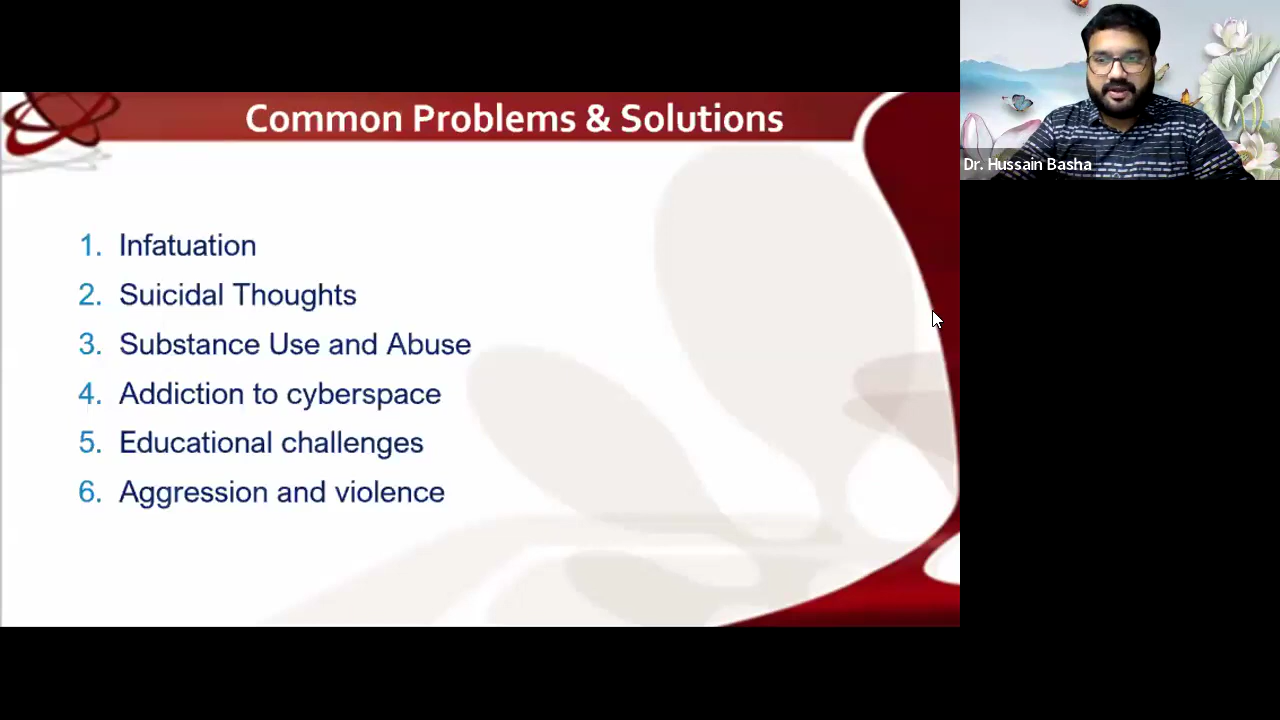 Common Problems & Solutions
1. Infatuation
2. Suicidal Thoughts
3. Substance Use and Abuse
4. Addiction to cyberspace
5. Educational challenges
6. Aggression and violence
Dr. Hussain Basha